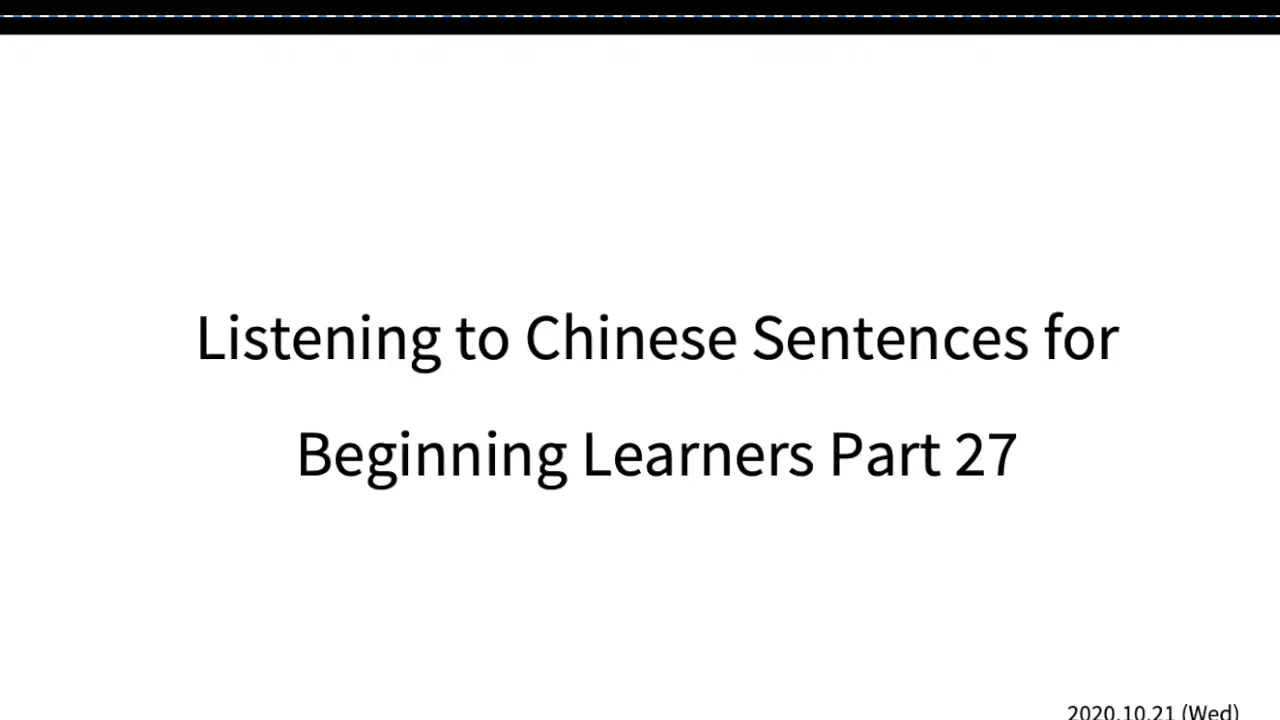 Listening to Chinese Sentences for
Beginning Learners Part 27
2020.10.21 (Wed)